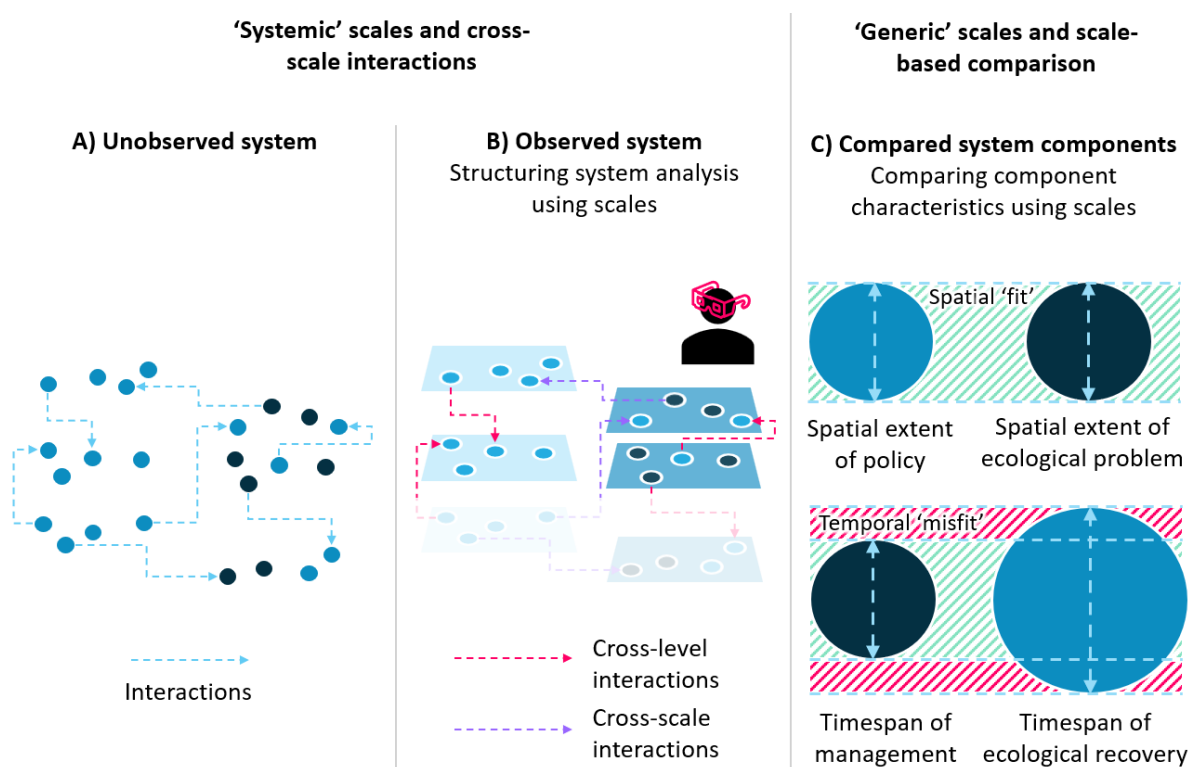 ‘Systemic’ scales and cross-
scale interactions
‘Generic’ scales and scale-
based comparison
A) Unobserved system
B) Observed system
Structuring system analysis
using scales
C) Compared system components
Comparing component
characteristics using scales
Spatial ‘fit’
Spatial extent
of policy
Spatial extent of
ecological problem
Temporal ‘misfit’
Interactions
Cross-level
interactions
Cross-scale
interactions
Timespan of
management
Timespan of
ecological recovery